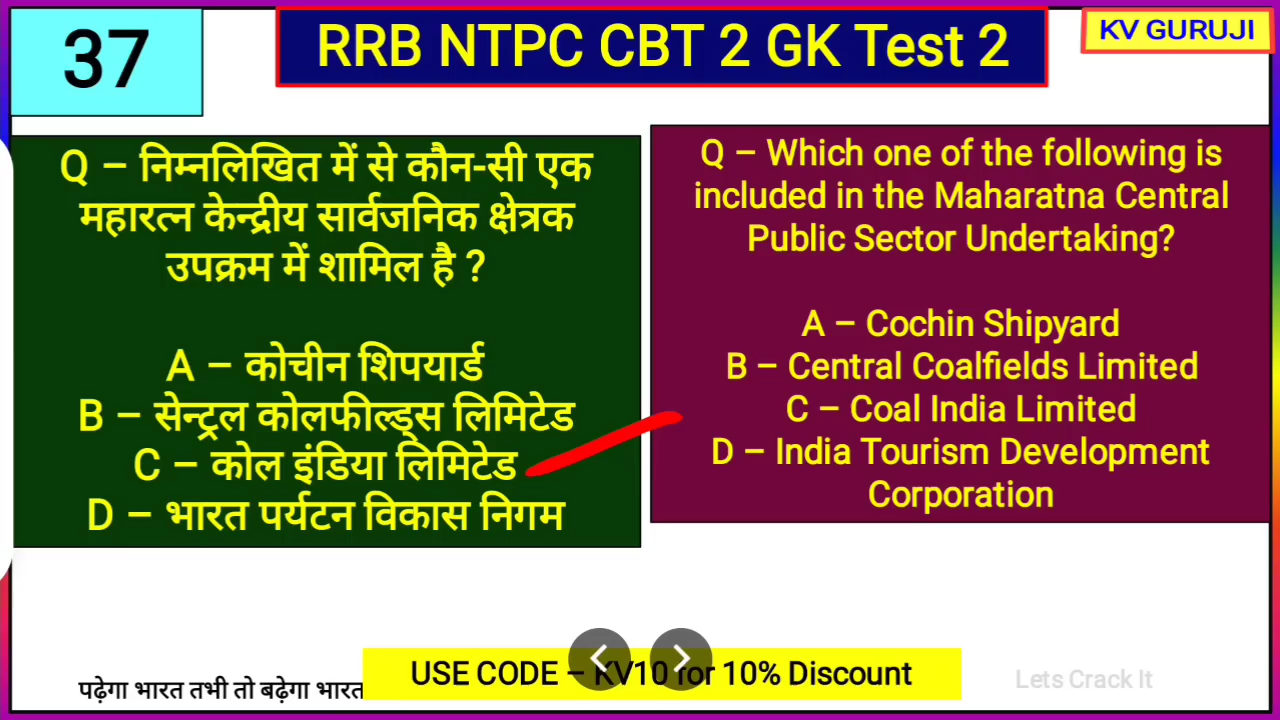 37
RRB NTPC CBT 2 GK Test 2
KV GURUJI
Q – निम्नलिखित में से कौन-सी एक
महारत्न केन्द्रीय सार्वजनिक क्षेत्रक
उपक्रम में शामिल है ?
A – कोचीन शिपयार्ड
B – सेन्ट्रल कोलफील्ड्स लिमिटेड
C – कोल इंडिया लिमिटेड
D – भारत पर्यटन विकास निगम
Q – Which one of the following is
included in the Maharatna Central
Public Sector Undertaking?
A – Cochin Shipyard
B – Central Coalfields Limited
C – Coal India Limited
D – India Tourism Development
Corporation
पढ़ेगा भारत तभी तो बढ़ेगा भारत
USE CODE – KV10 for 10% Discount
Lets Crack It